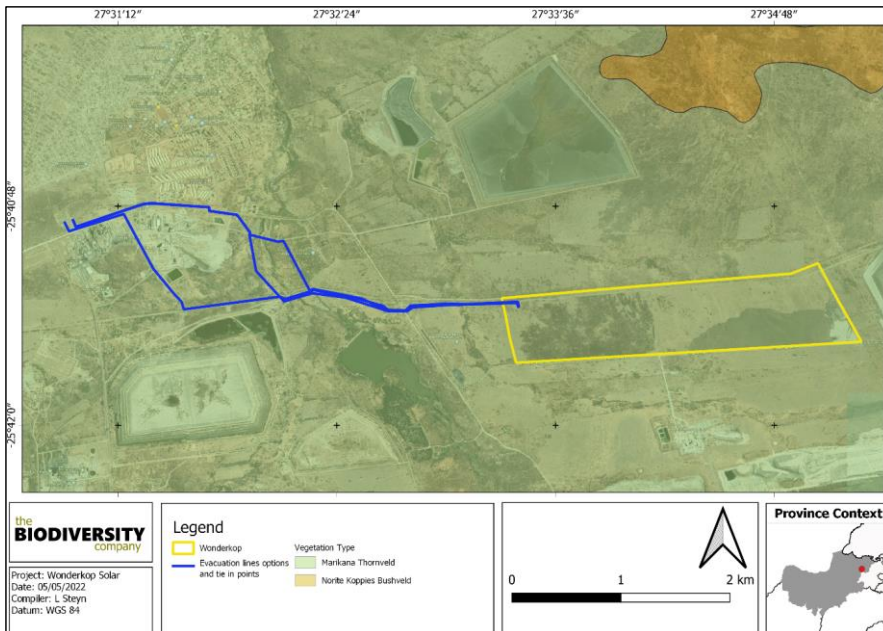 27°31'12" 27°32'24" 27°33'36" 27°34'48"
-25°40'48"
-25°42'0"
the
BIODIVERSITY
company
Project: Wonderkop Solar
Date: 05/05/2022
Compiler: L Steyn
Datum: WGS 84
Legend
Wonderkop
Evacuation lines options
and tie in points
Vegetation Type
Marikana Thornveld
Norite Koppies Bushveld
0 1 2 km
Province Context